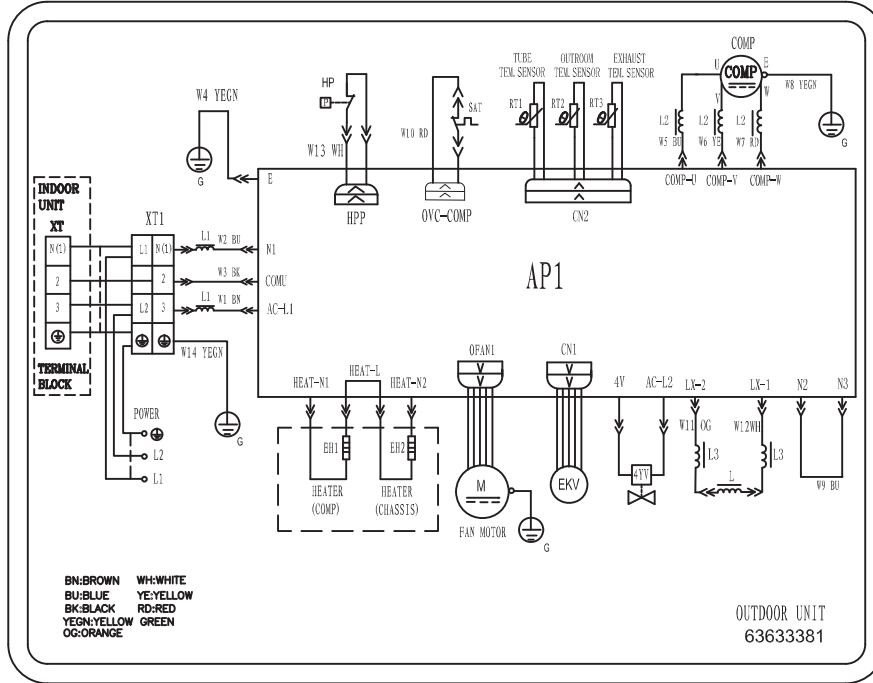 COMP
TUBE
TEM. SENSOR
OUTROOM
TEM. SENSOR
EXHAUST
TEM. SENSOR
U
COMP
E
V
W
W8 YEGN
G
HP
P
SAT
W4 YEGN
G
W13 WH
W10 RD
RT1
RT2
RT3
L2
W5 BU
L2
W6 YE
L2
W7 RD
COMP-U
COMP-V
COMP-W
E
HPP
OVC-COMP
CN2
INDOOR
UNIT
XT
N(1)
2
3
TERMINAL
BLOCK
XT1
L1
N(1)
2
L2
3
L1
W2 BU
N1
W3 BK
COMU
L1
W1 BN
AC-L1
AP1
W14 YEGN
G
POWER
L2
L1
HEAT-N1
HEAT-L
HEAT-N2
EH1
EH2
HEATER
(COMP)
HEATER
(CHASSIS)
OFAN1
M
FAN MOTOR
G
CN1
EKV
4V
AC-L2
4YV
LX-2
LX-1
W11 OG
W12WH
L3
L
L3
N2
N3
W9 BU
BN:BROWN WH:WHITE
BU:BLUE YE:YELLOW
BK:BLACK RD:RED
YEGN:YELLOW GREEN
OG:ORANGE
OUTDOOR UNIT
63633381